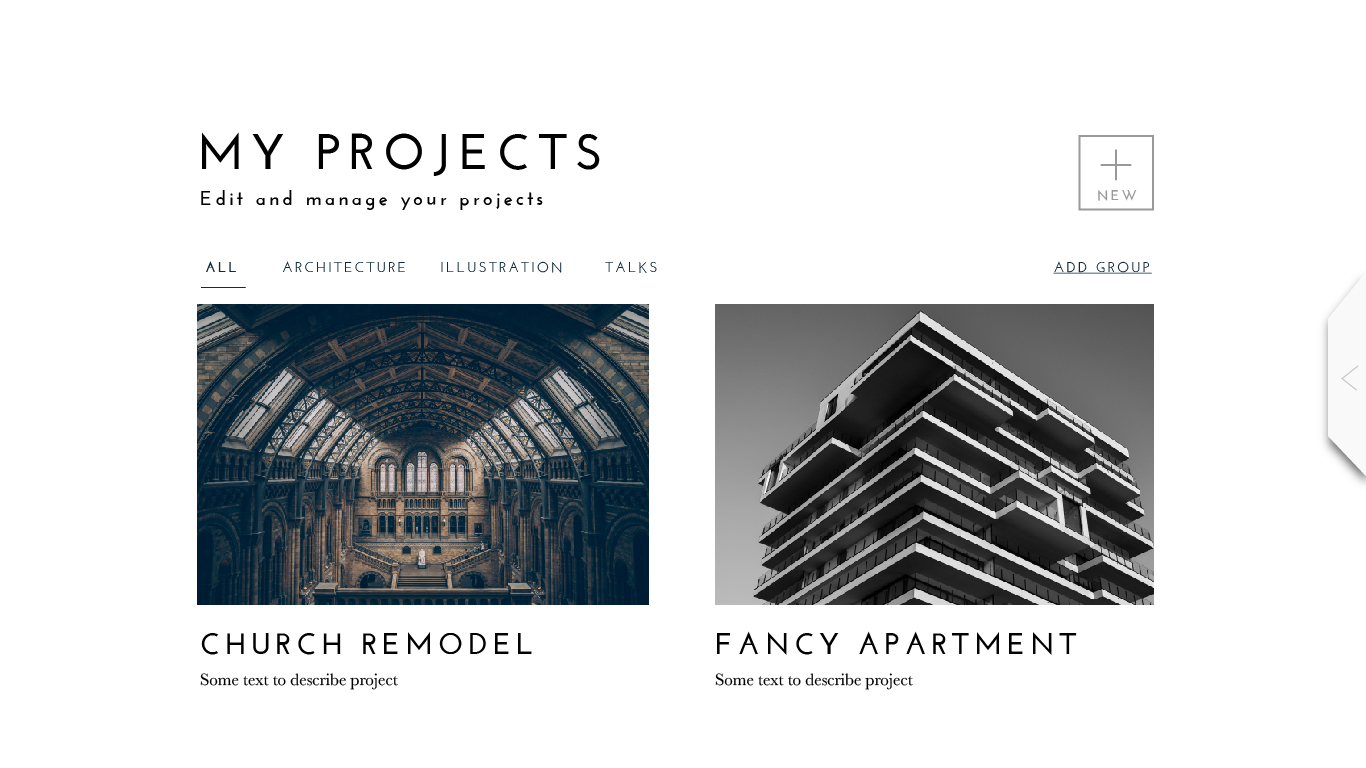 MY PROJECTS
Edit and manage your projects
NEW
ALL ARCHITECTURE ILLUSTRATION TALKS ADD GROUP
CHURCH REMODEL
Some text to describe project
FANCY APARTMENT
Some text to describe project